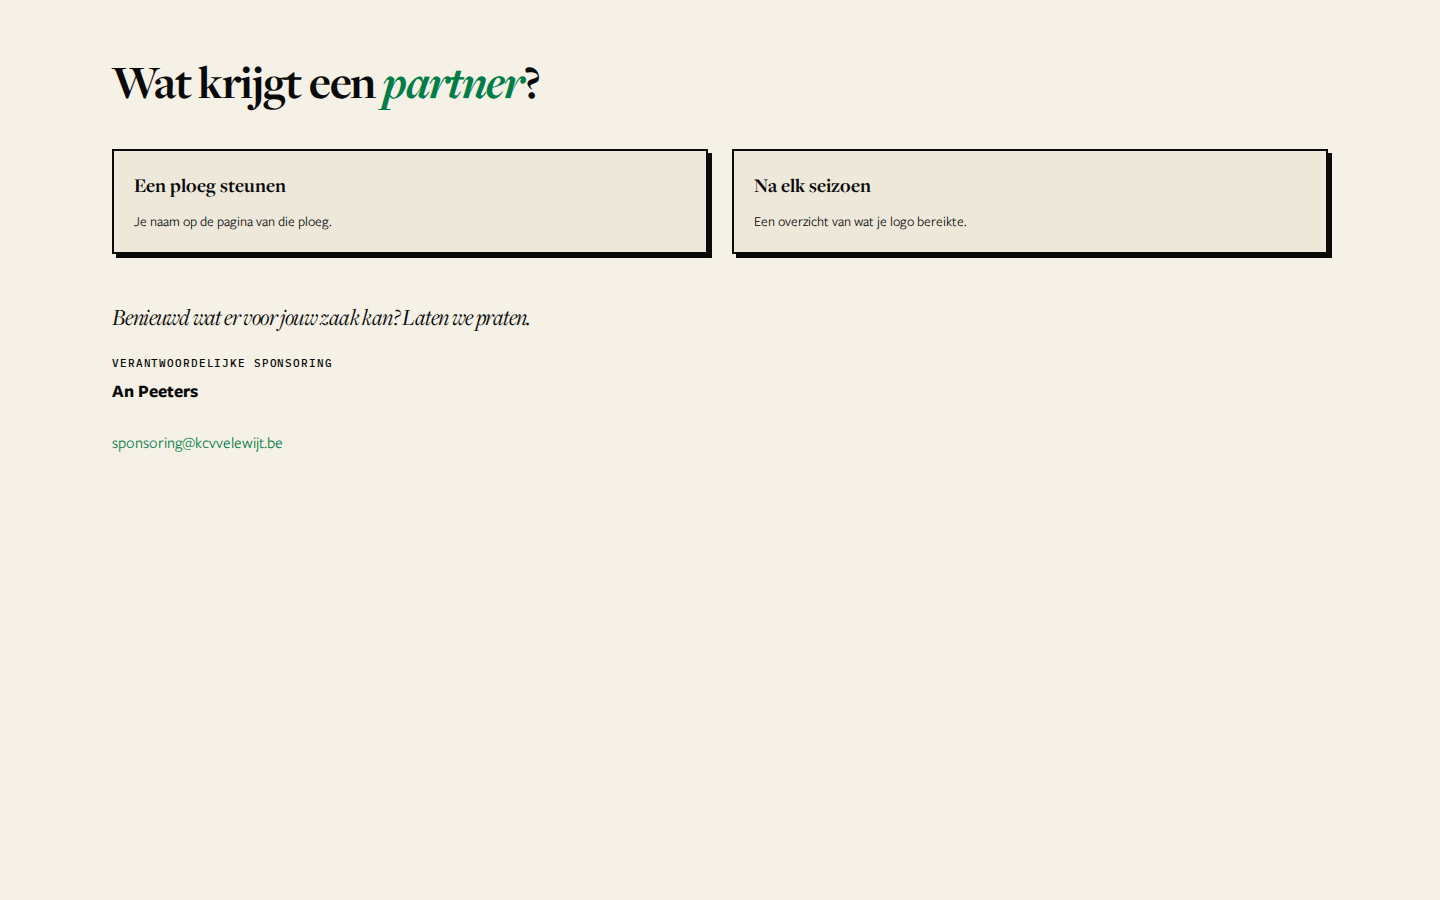 Wat krijgt een partner?
Een ploeg steunen
Je naam op de pagina van die ploeg.
Na elk seizoen
Een overzicht van wat je logo bereikte.
Benieuwd wat er voor jouw zaak kan? Laten we praten.
VERANTWOORDELIJKE SPONSORING
An Peeters
sponsoring@kcvvelewijt.be